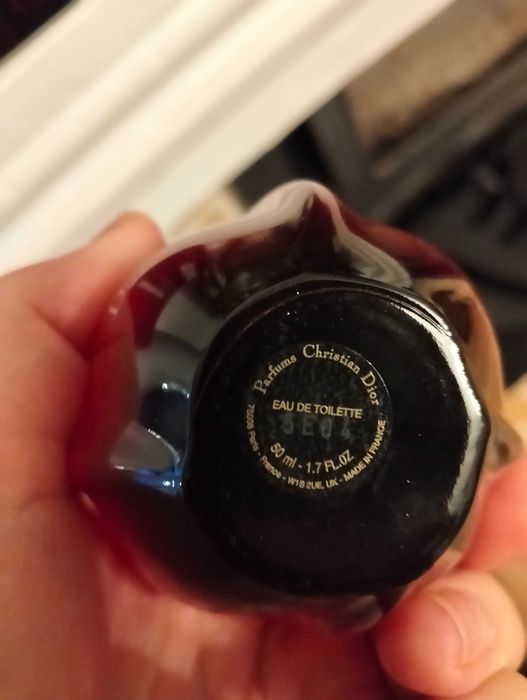 Parfums Christian Dior
EAU DE TOILETTE
5E04
50 ml - 1.7 FL.OZ
75008 Paris - France - W1S 2UE, UK - MADE IN FRANCE